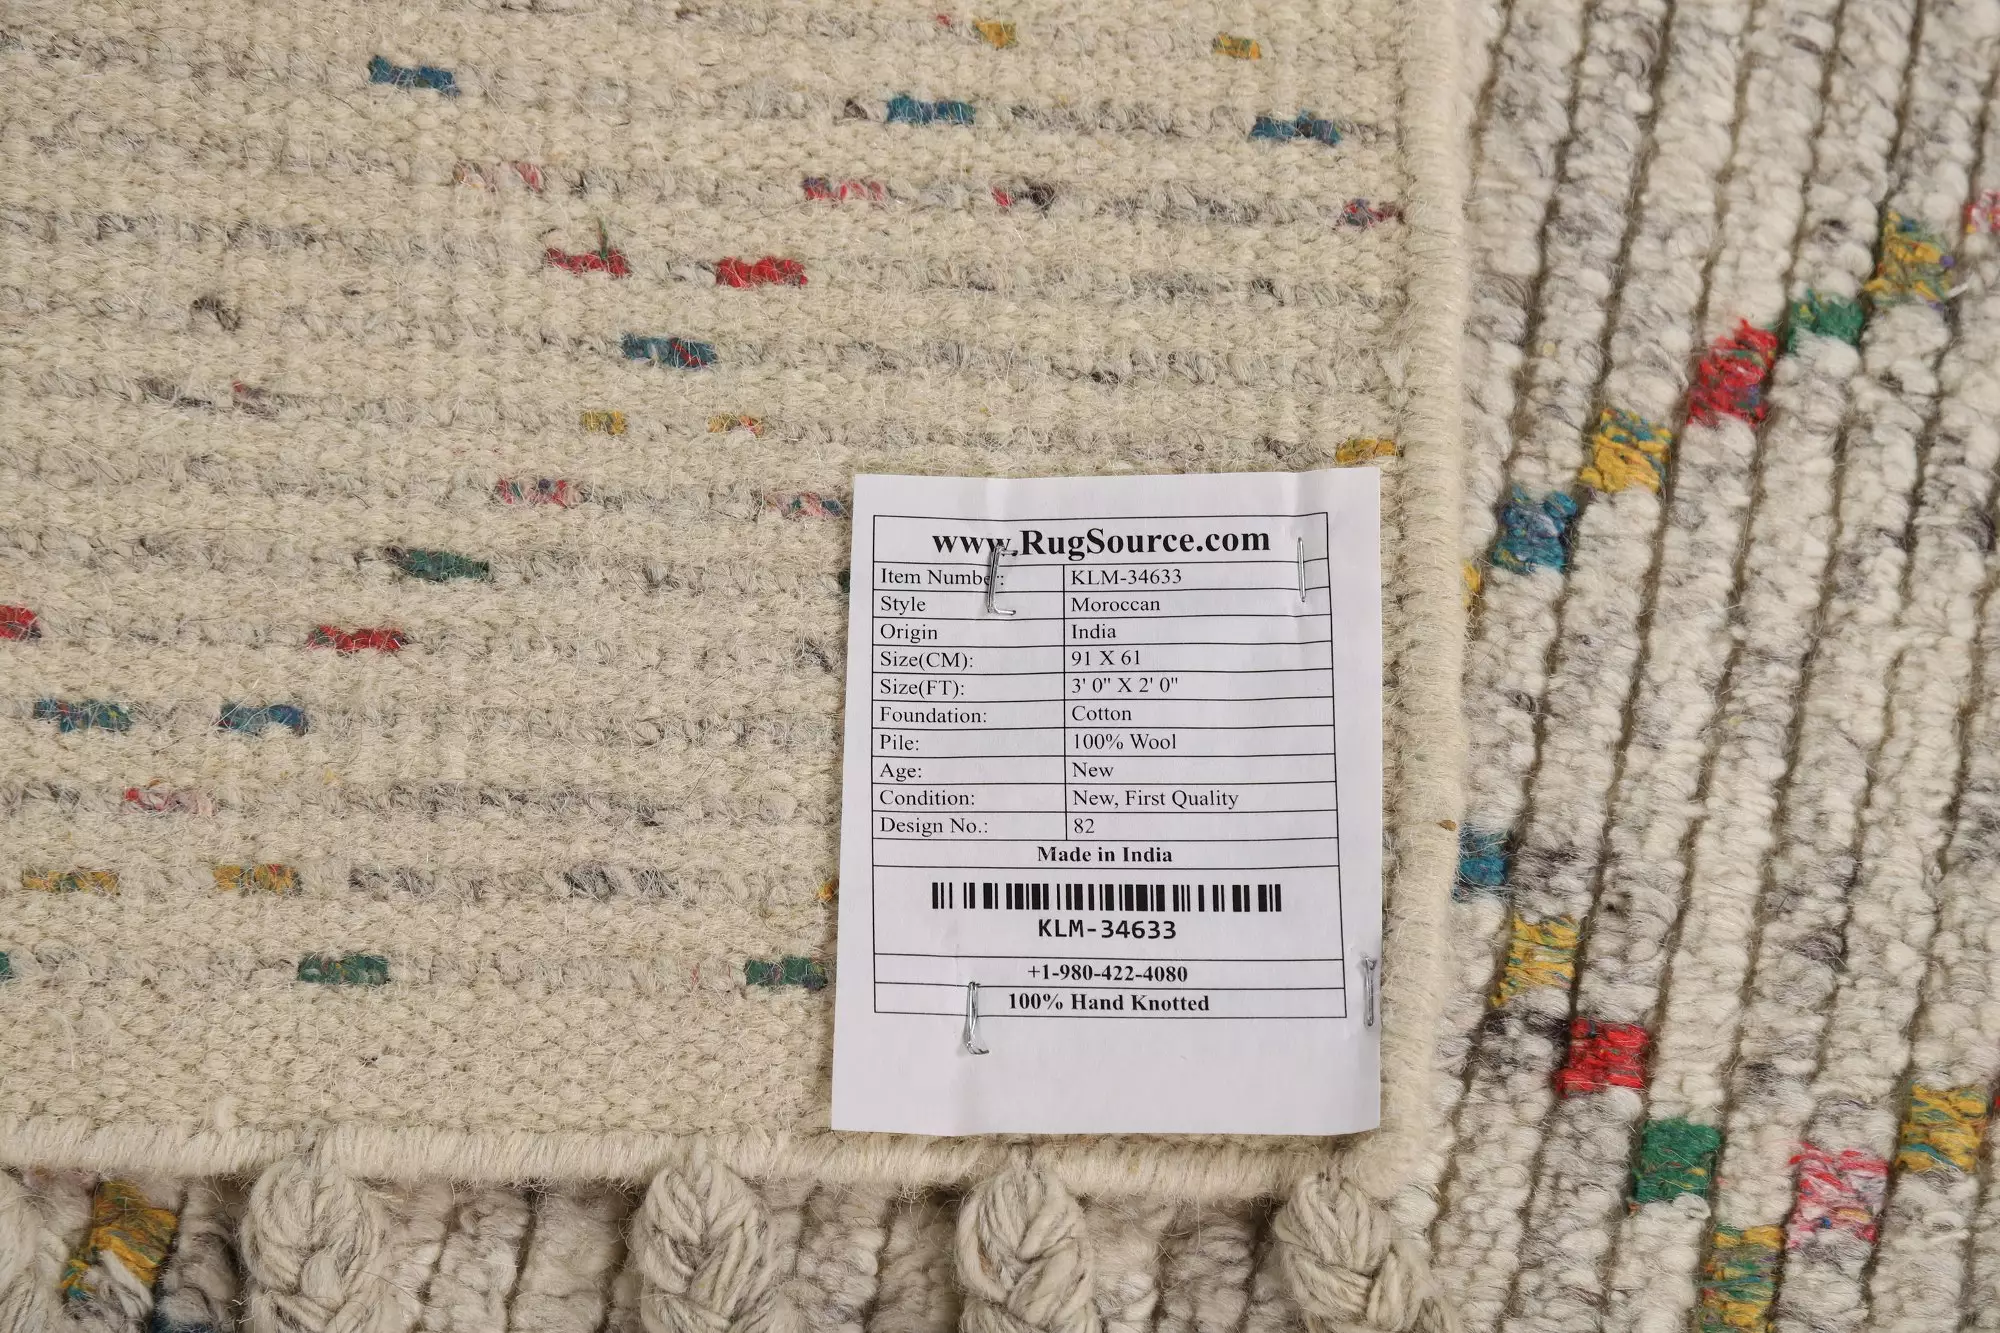 www.RugSource.com
Item Number: KLM-34633
Style Moroccan
Origin India
Size(CM): 91 X 61
Size(FT): 3' 0" X 2' 0"
Foundation: Cotton
Pile: 100% Wool
Age: New
Condition: New, First Quality
Design No.: 82
Made in India
KLM-34633
+1-980-422-4080
100% Hand Knotted